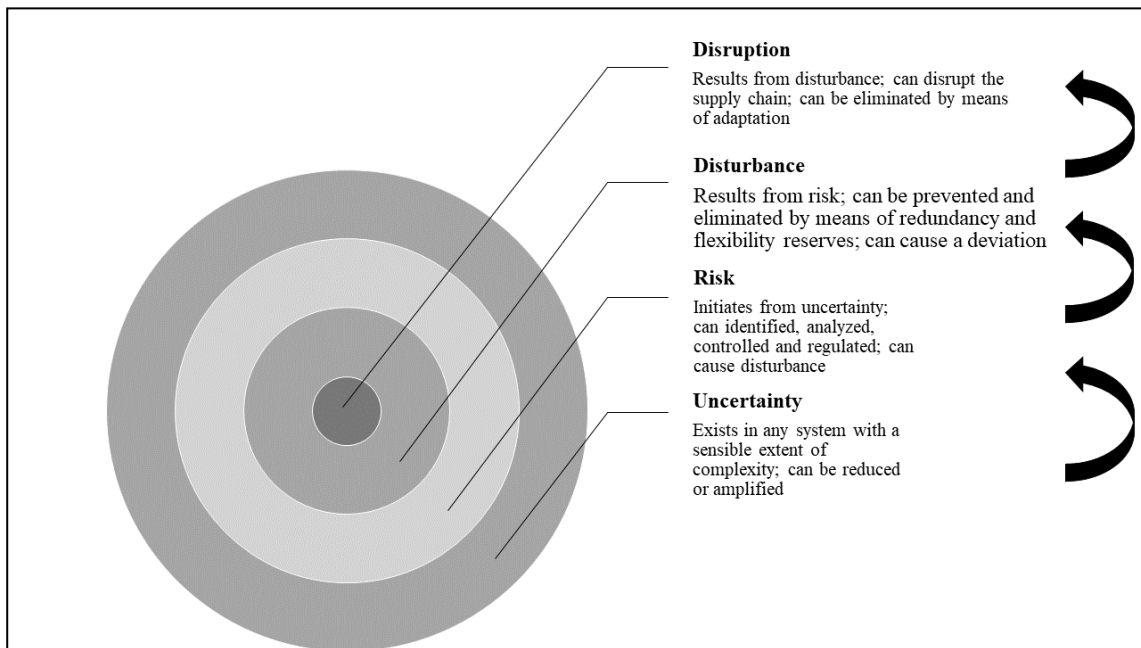 Disruption
Results from disturbance; can disrupt the
supply chain; can be eliminated by means
of adaptation
Disturbance
Results from risk; can be prevented and
eliminated by means of redundancy and
flexibility reserves; can cause a deviation
Risk
Initiates from uncertainty;
can identified, analyzed,
controlled and regulated; can
cause disturbance
Uncertainty
Exists in any system with a
sensible extent of
complexity; can be reduced
or amplified